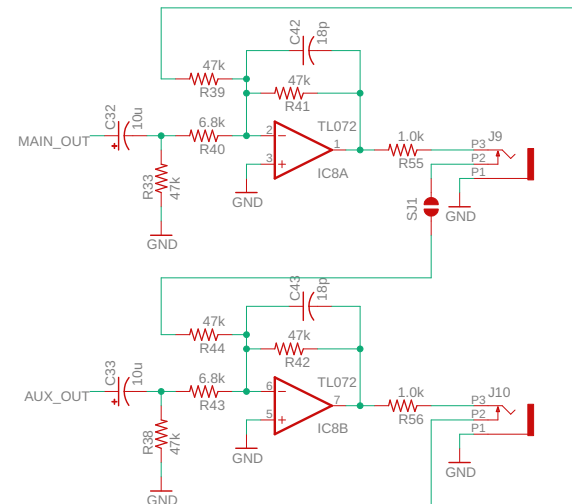 C42
18p
47k
R39
47k
R41
C32
10u
6.8k
R40
TL072
2
3
1
IC8A
MAIN_OUT
R33
47k
GND
GND
1.0k
R55
J9
P3
P2
P1
GND
SJ1
C43
18p
47k
R44
47k
R42
C33
10u
6.8k
R43
TL072
6
5
7
IC8B
AUX_OUT
R38
47k
GND
GND
1.0k
R56
J10
P3
P2
P1
GND